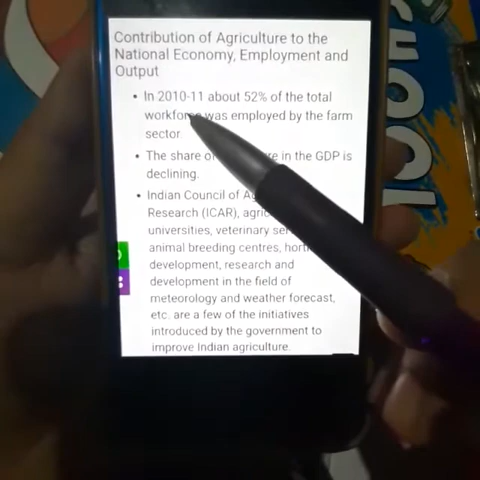 Contribution of Agriculture to the
National Economy, Employment and
Output
• In 2010-11 about 52% of the total
workforce was employed by the farm
sector
• The share of in the GDP is
declining.
• Indian Council of
Research (ICAR),
universities, veterinary
animal breeding centres,
development, research and
development in the field of
meteorology and weather forecast,
etc. are a few of the initiatives
introduced by the government to
improve Indian agriculture.